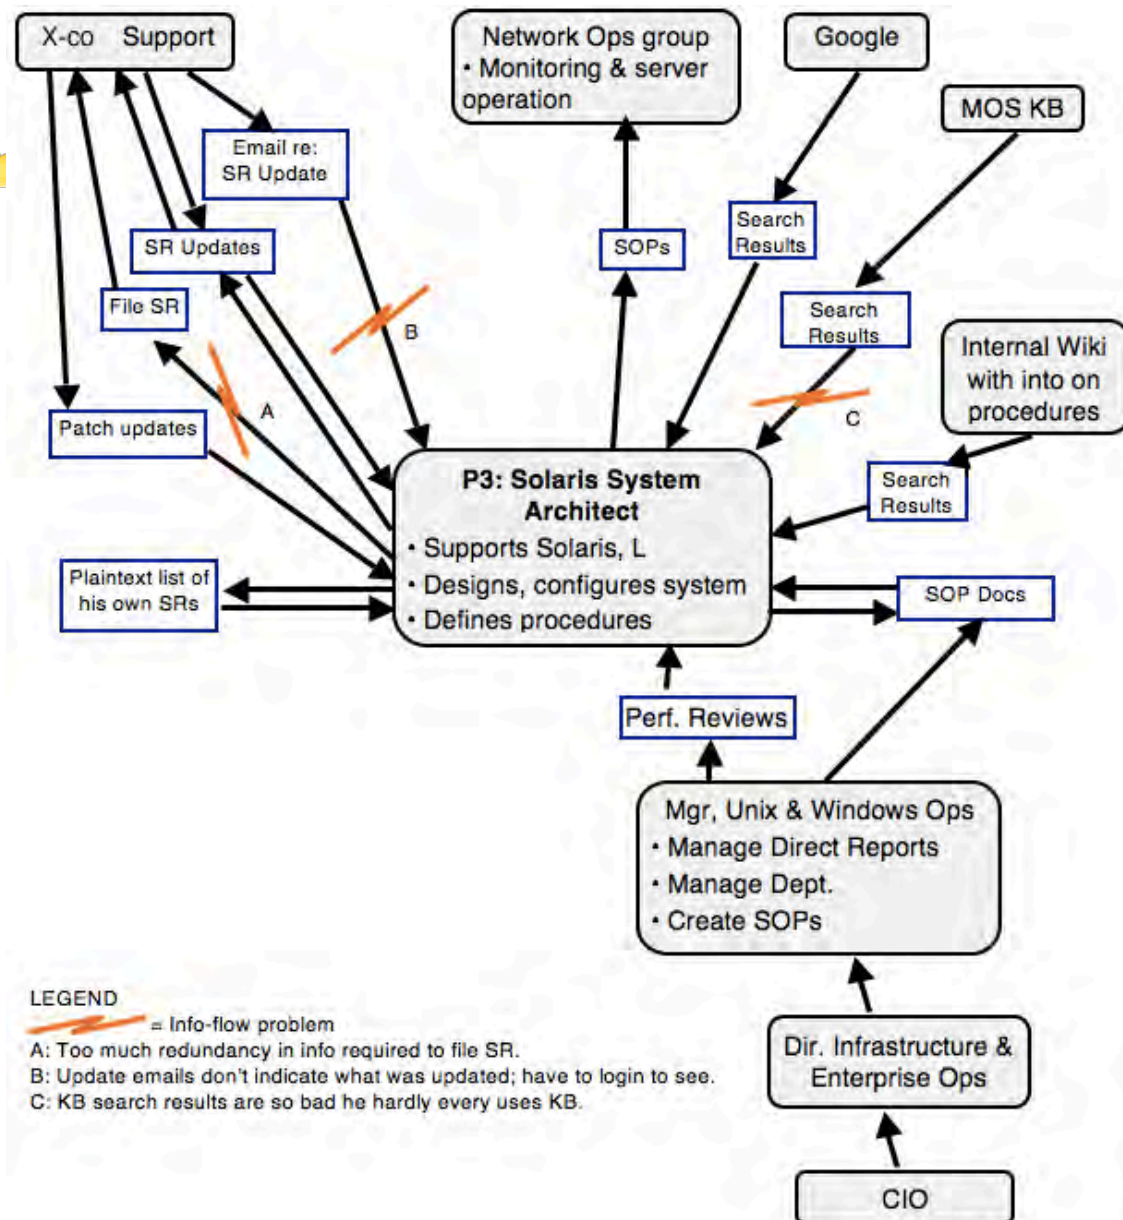 X-co Support
Network Ops group
• Monitoring & server
operation
Google
MOS KB
Email re:
SR Update
SR Updates
File SR
Patch updates
SOPs
Search
Results
Search
Results
Internal Wiki
with into on
procedures
Search
Results
A
B
C
P3: Solaris System
Architect
• Supports Solaris, L
• Designs, configures system
• Defines procedures
Plaintext list of
his own SRs
SOP Docs
Perf. Reviews
Mgr, Unix & Windows Ops
• Manage Direct Reports
• Manage Dept.
• Create SOPs
Dir. Infrastructure &
Enterprise Ops
CIO
LEGEND
= Info-flow problem
A: Too much redundancy in info required to file SR.
B: Update emails don't indicate what was updated; have to login to see.
C: KB search results are so bad he hardly every uses KB.